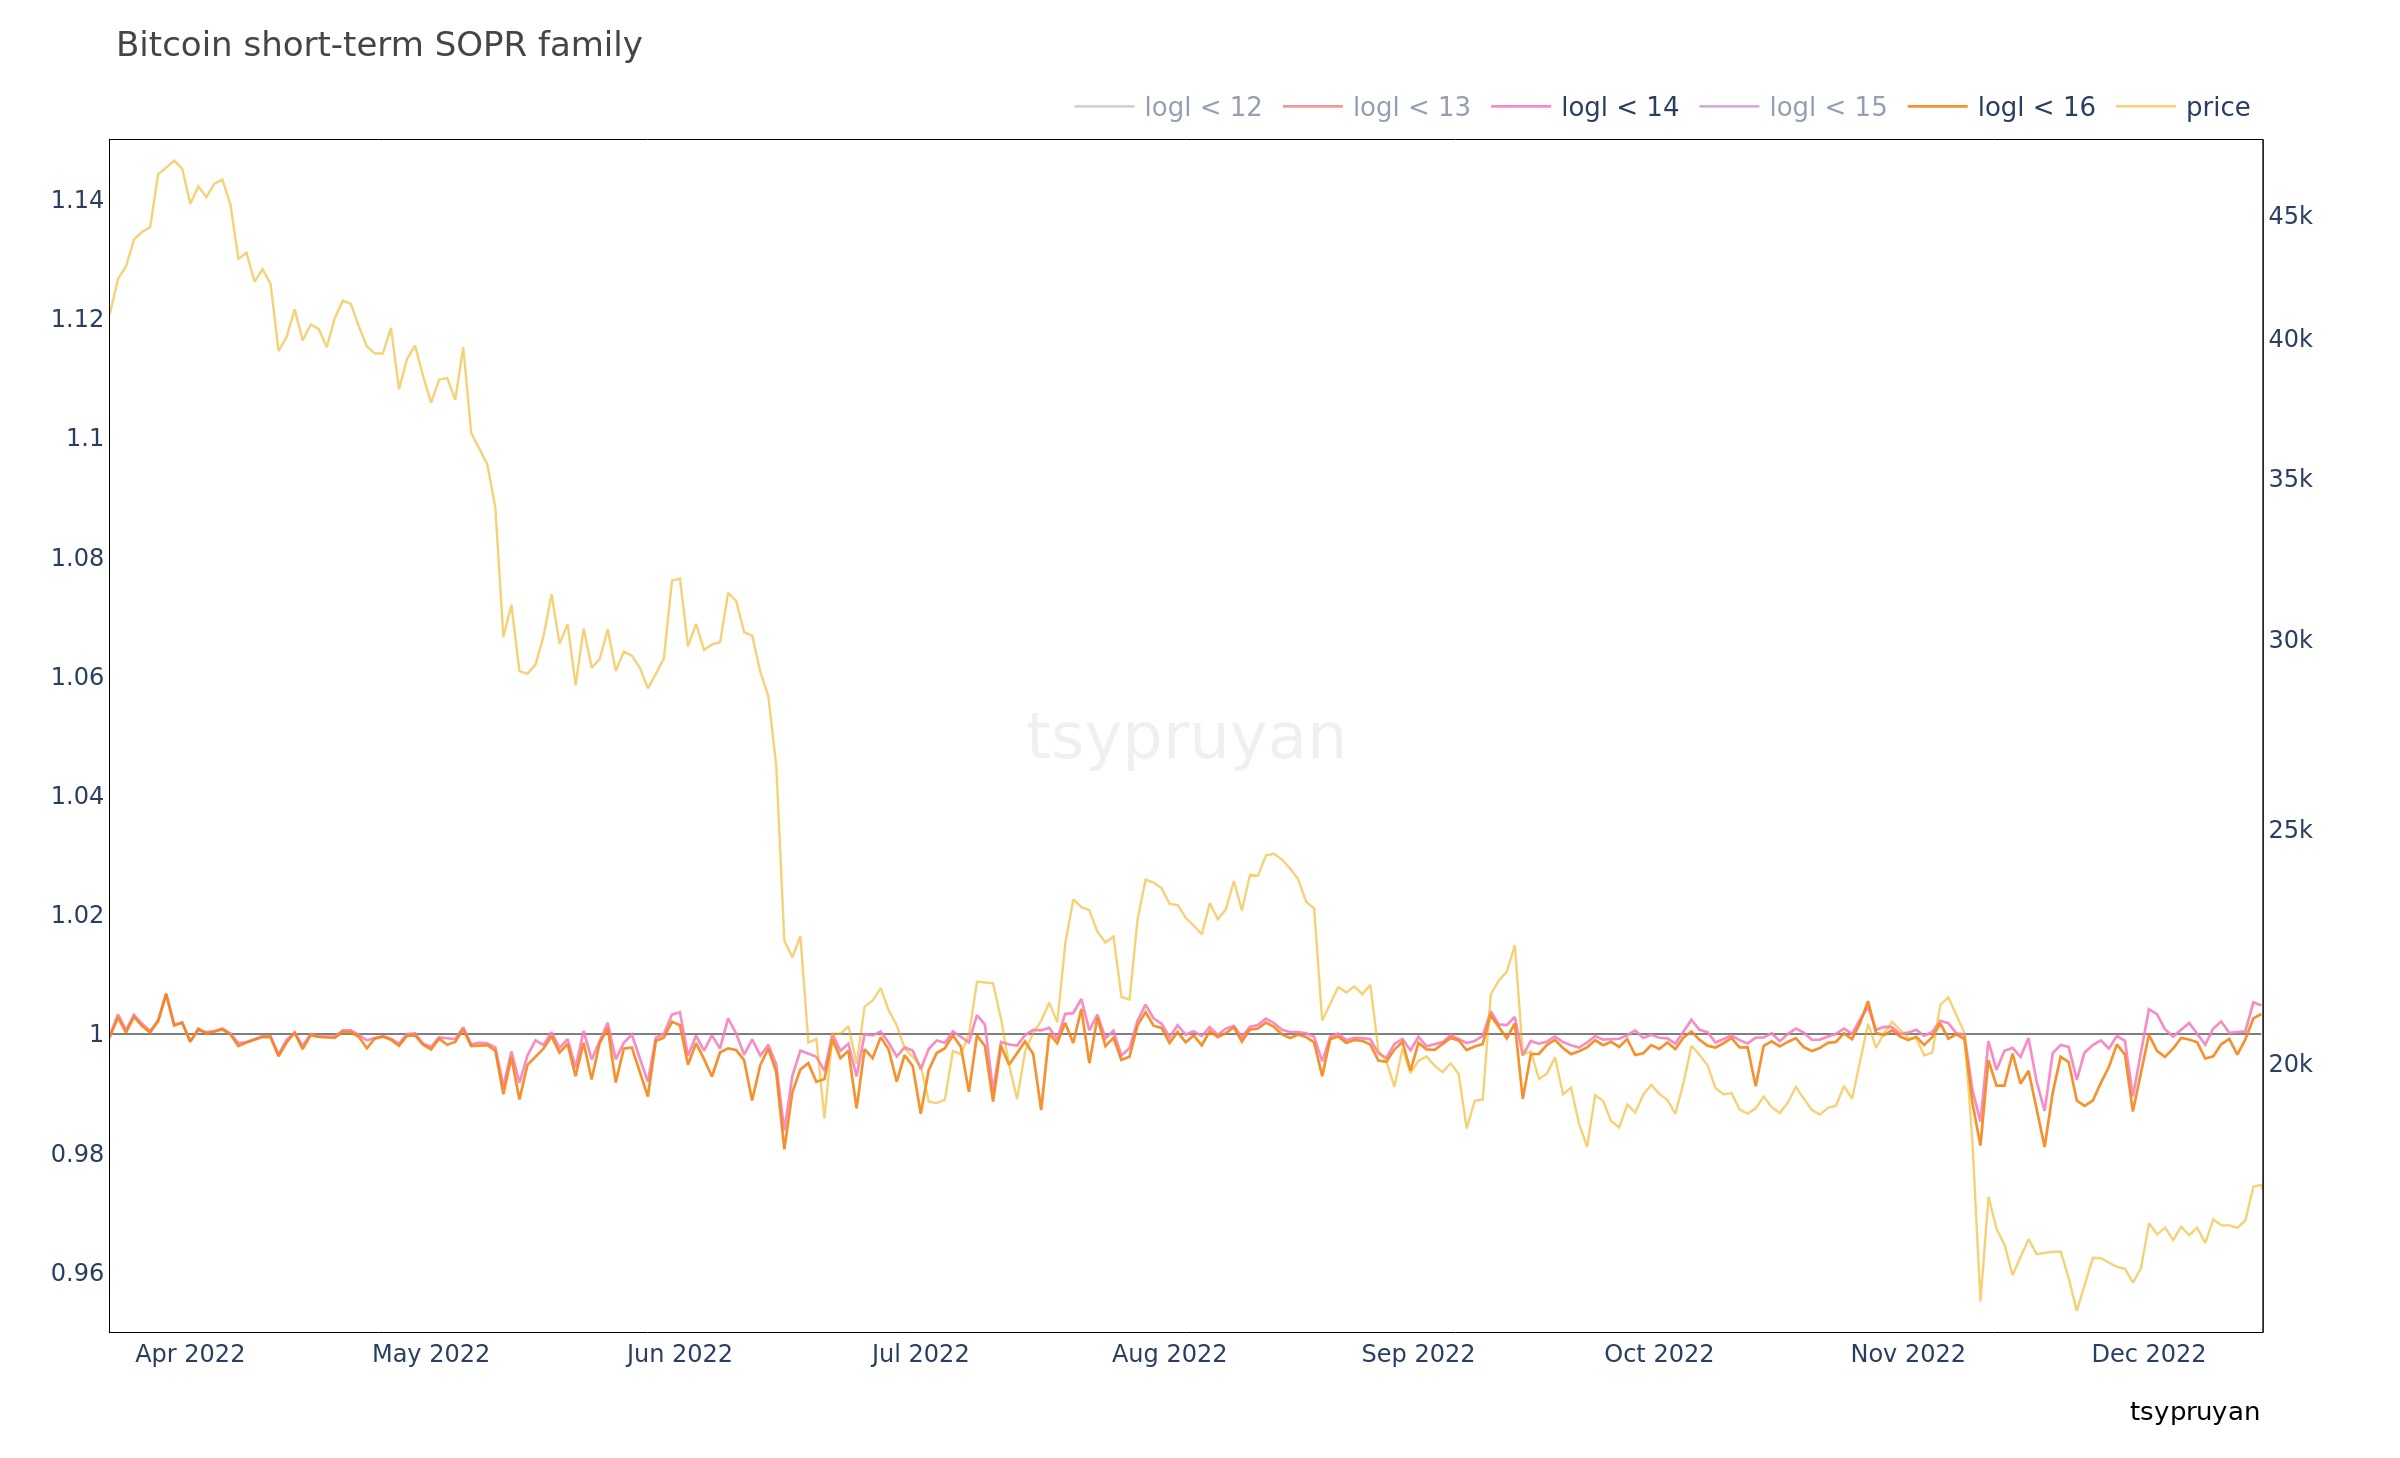 Bitcoin short-term SOPR family
logl < 12 logl < 13 logl < 14 logl < 15 logl < 16 price
1.14
1.12
1.1
1.08
1.06
1.04
1.02
1
0.98
0.96
45k
40k
35k
30k
25k
20k
tsypruyan
Apr 2022 May 2022 Jun 2022 Jul 2022 Aug 2022 Sep 2022 Oct 2022 Nov 2022 Dec 2022
tsypruyan